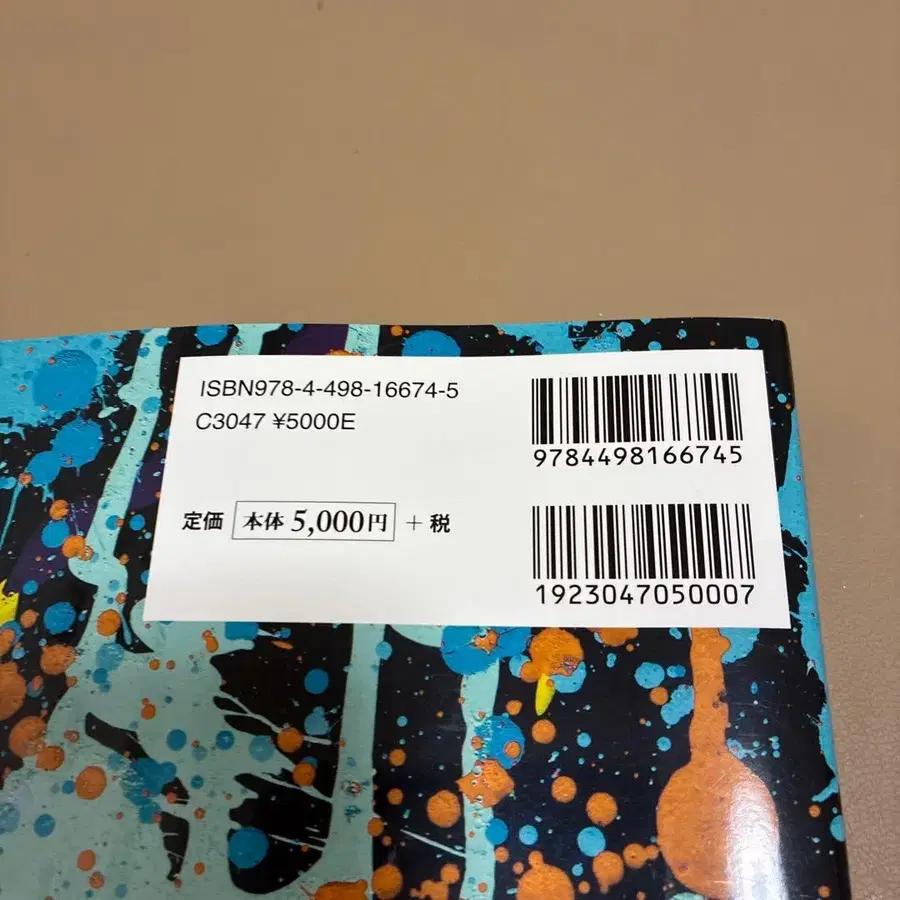 ISBN978-4-498-16674-5
C3047 ¥5000E
9784498166745
定価 本体 5,000円 + 税
1923047050007